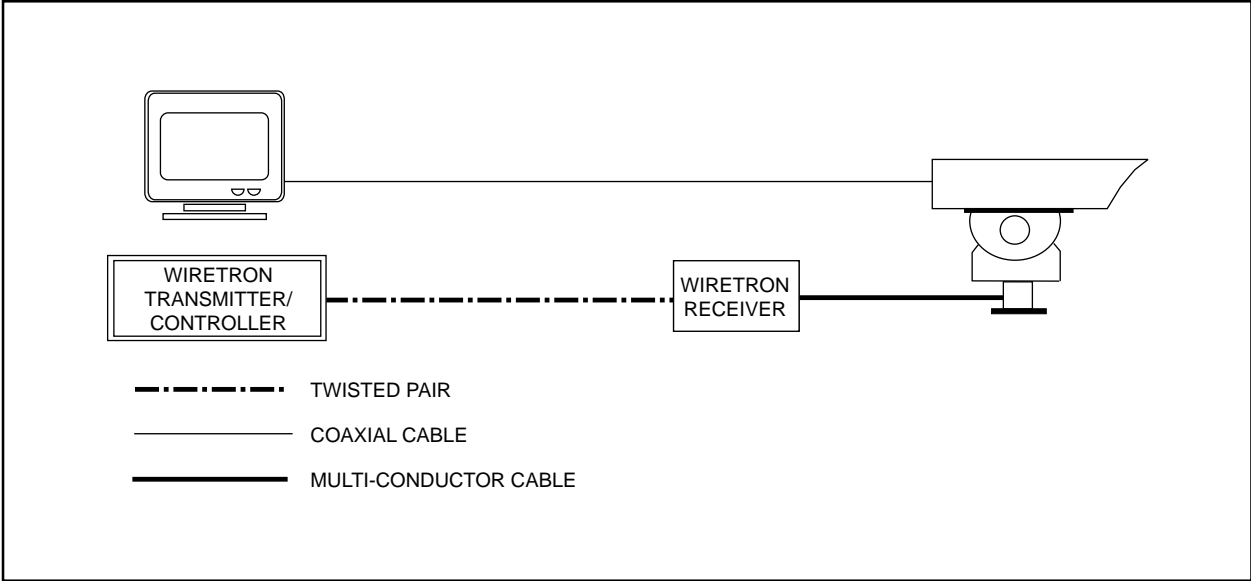 WIRETRON
TRANSMITTER/
CONTROLLER
WIRETRON
RECEIVER
TWISTED PAIR
COAXIAL CABLE
MULTI-CONDUCTOR CABLE